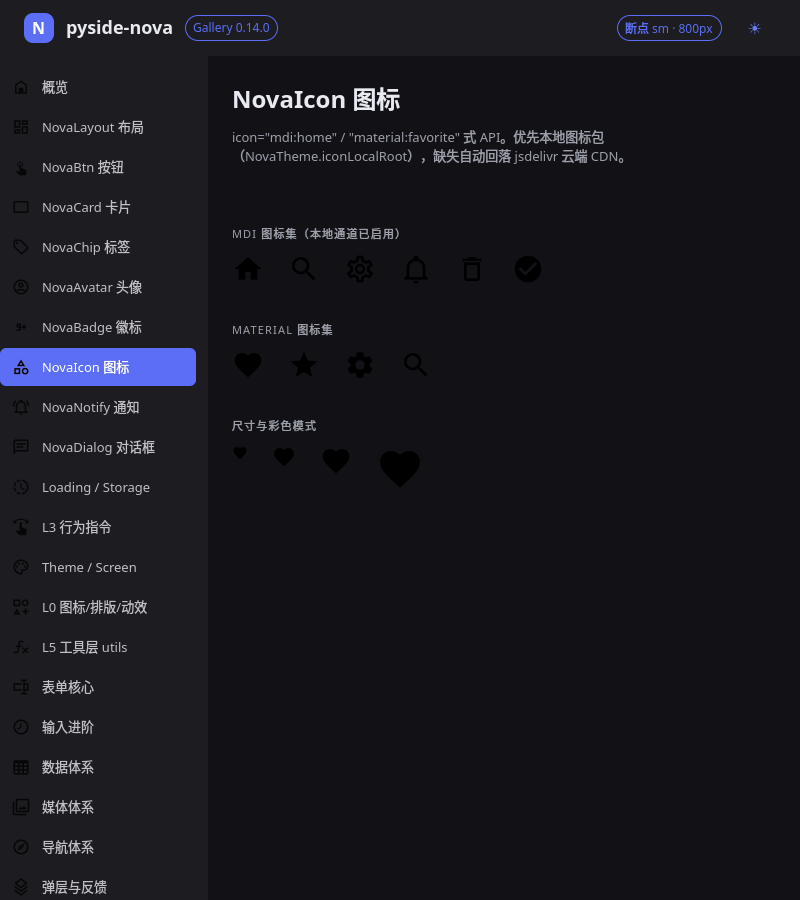 N pyside-nova Gallery 0.14.0 断点 sm · 800px
概览
NovaLayout 布局
NovaBtn 按钮
NovaCard 卡片
NovaChip 标签
NovaAvatar 头像
9+ NovaBadge 徽标
NovaIcon 图标
NovaNotify 通知
NovaDialog 对话框
Loading / Storage
L3 行为指令
Theme / Screen
L0 图标/排版/动效
L5 工具层 utils
表单核心
输入进阶
数据体系
媒体体系
导航体系
弹层与反馈
NovaIcon 图标
icon="mdi:home" / "material:favorite" 式 API。优先本地图标包
（NovaTheme.iconLocalRoot），缺失自动回落 jsdelivr 云端 CDN。
MDI 图标集（本地通道已启用）
MATERIAL 图标集
尺寸与彩色模式